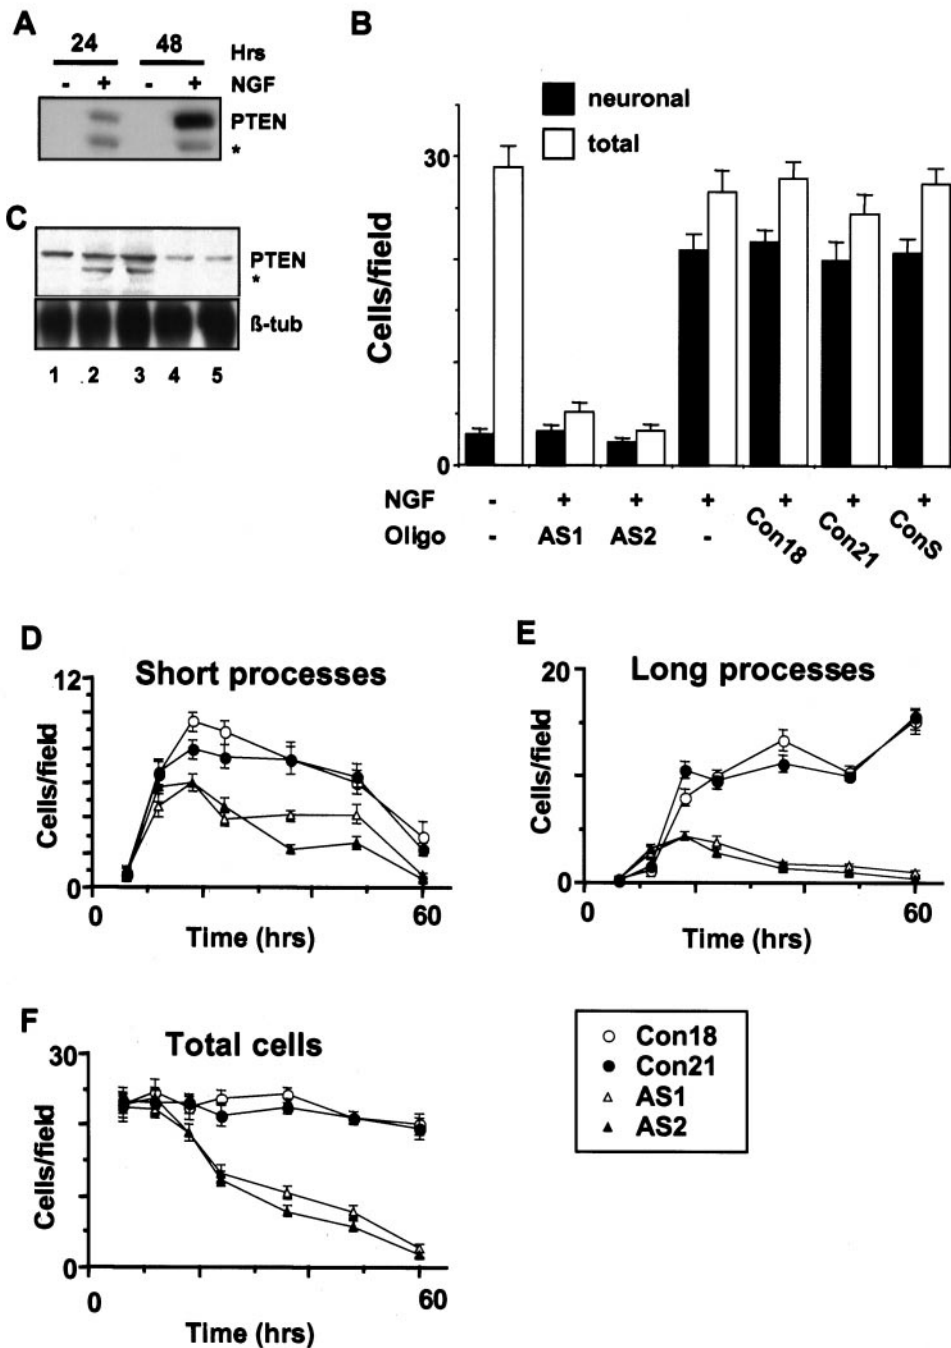 A
24 48 Hrs
- + - + NGF
PTEN
*
B
neuronal
total
30
Cells/field
0
NGF - + + + + + +
Oligo - AS1 AS2 - Con18 Con21 ConS
C
PTEN
*
ß-tub
1 2 3 4 5
D
Short processes
12
Cells/field
0
0 60
Time (hrs)
E
Long processes
20
Cells/field
0
0 60
Time (hrs)
F
Total cells
30
Cells/field
0
0 60
Time (hrs)
Con18
Con21
AS1
AS2